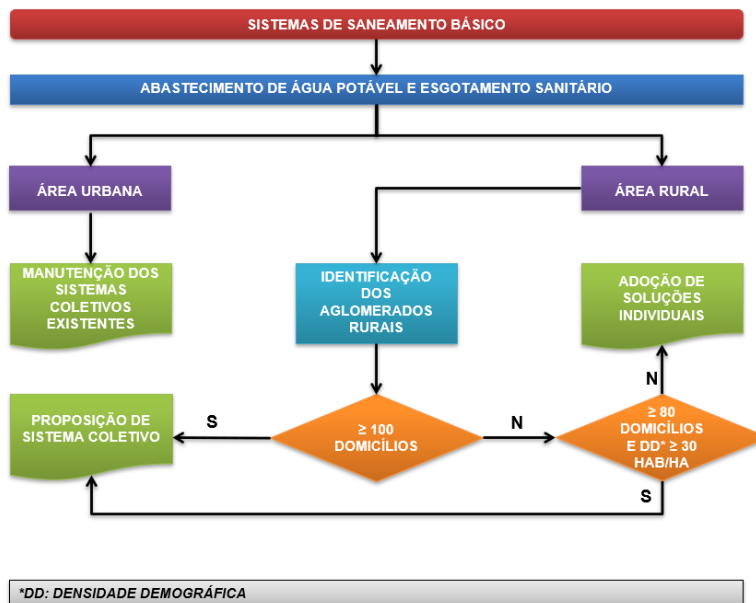 SISTEMAS DE SANEAMENTO BÁSICO
ABASTECIMENTO DE ÁGUA POTÁVEL E ESGOTAMENTO SANITÁRIO
ÁREA URBANA
ÁREA RURAL
MANUTENÇÃO DOS
SISTEMAS
COLETIVOS
EXISTENTES
IDENTIFICAÇÃO
DOS
AGLOMERADOS
RURAIS
ADOÇÃO DE
SOLUÇÕES
INDIVIDUAIS
N
PROPOSIÇÃO DE
SISTEMA COLETIVO
S
≥ 100
DOMICÍLIOS
N
≥ 80
DOMICÍLIOS
E DD* ≥ 30
HAB/HA
S
*DD: DENSIDADE DEMOGRÁFICA